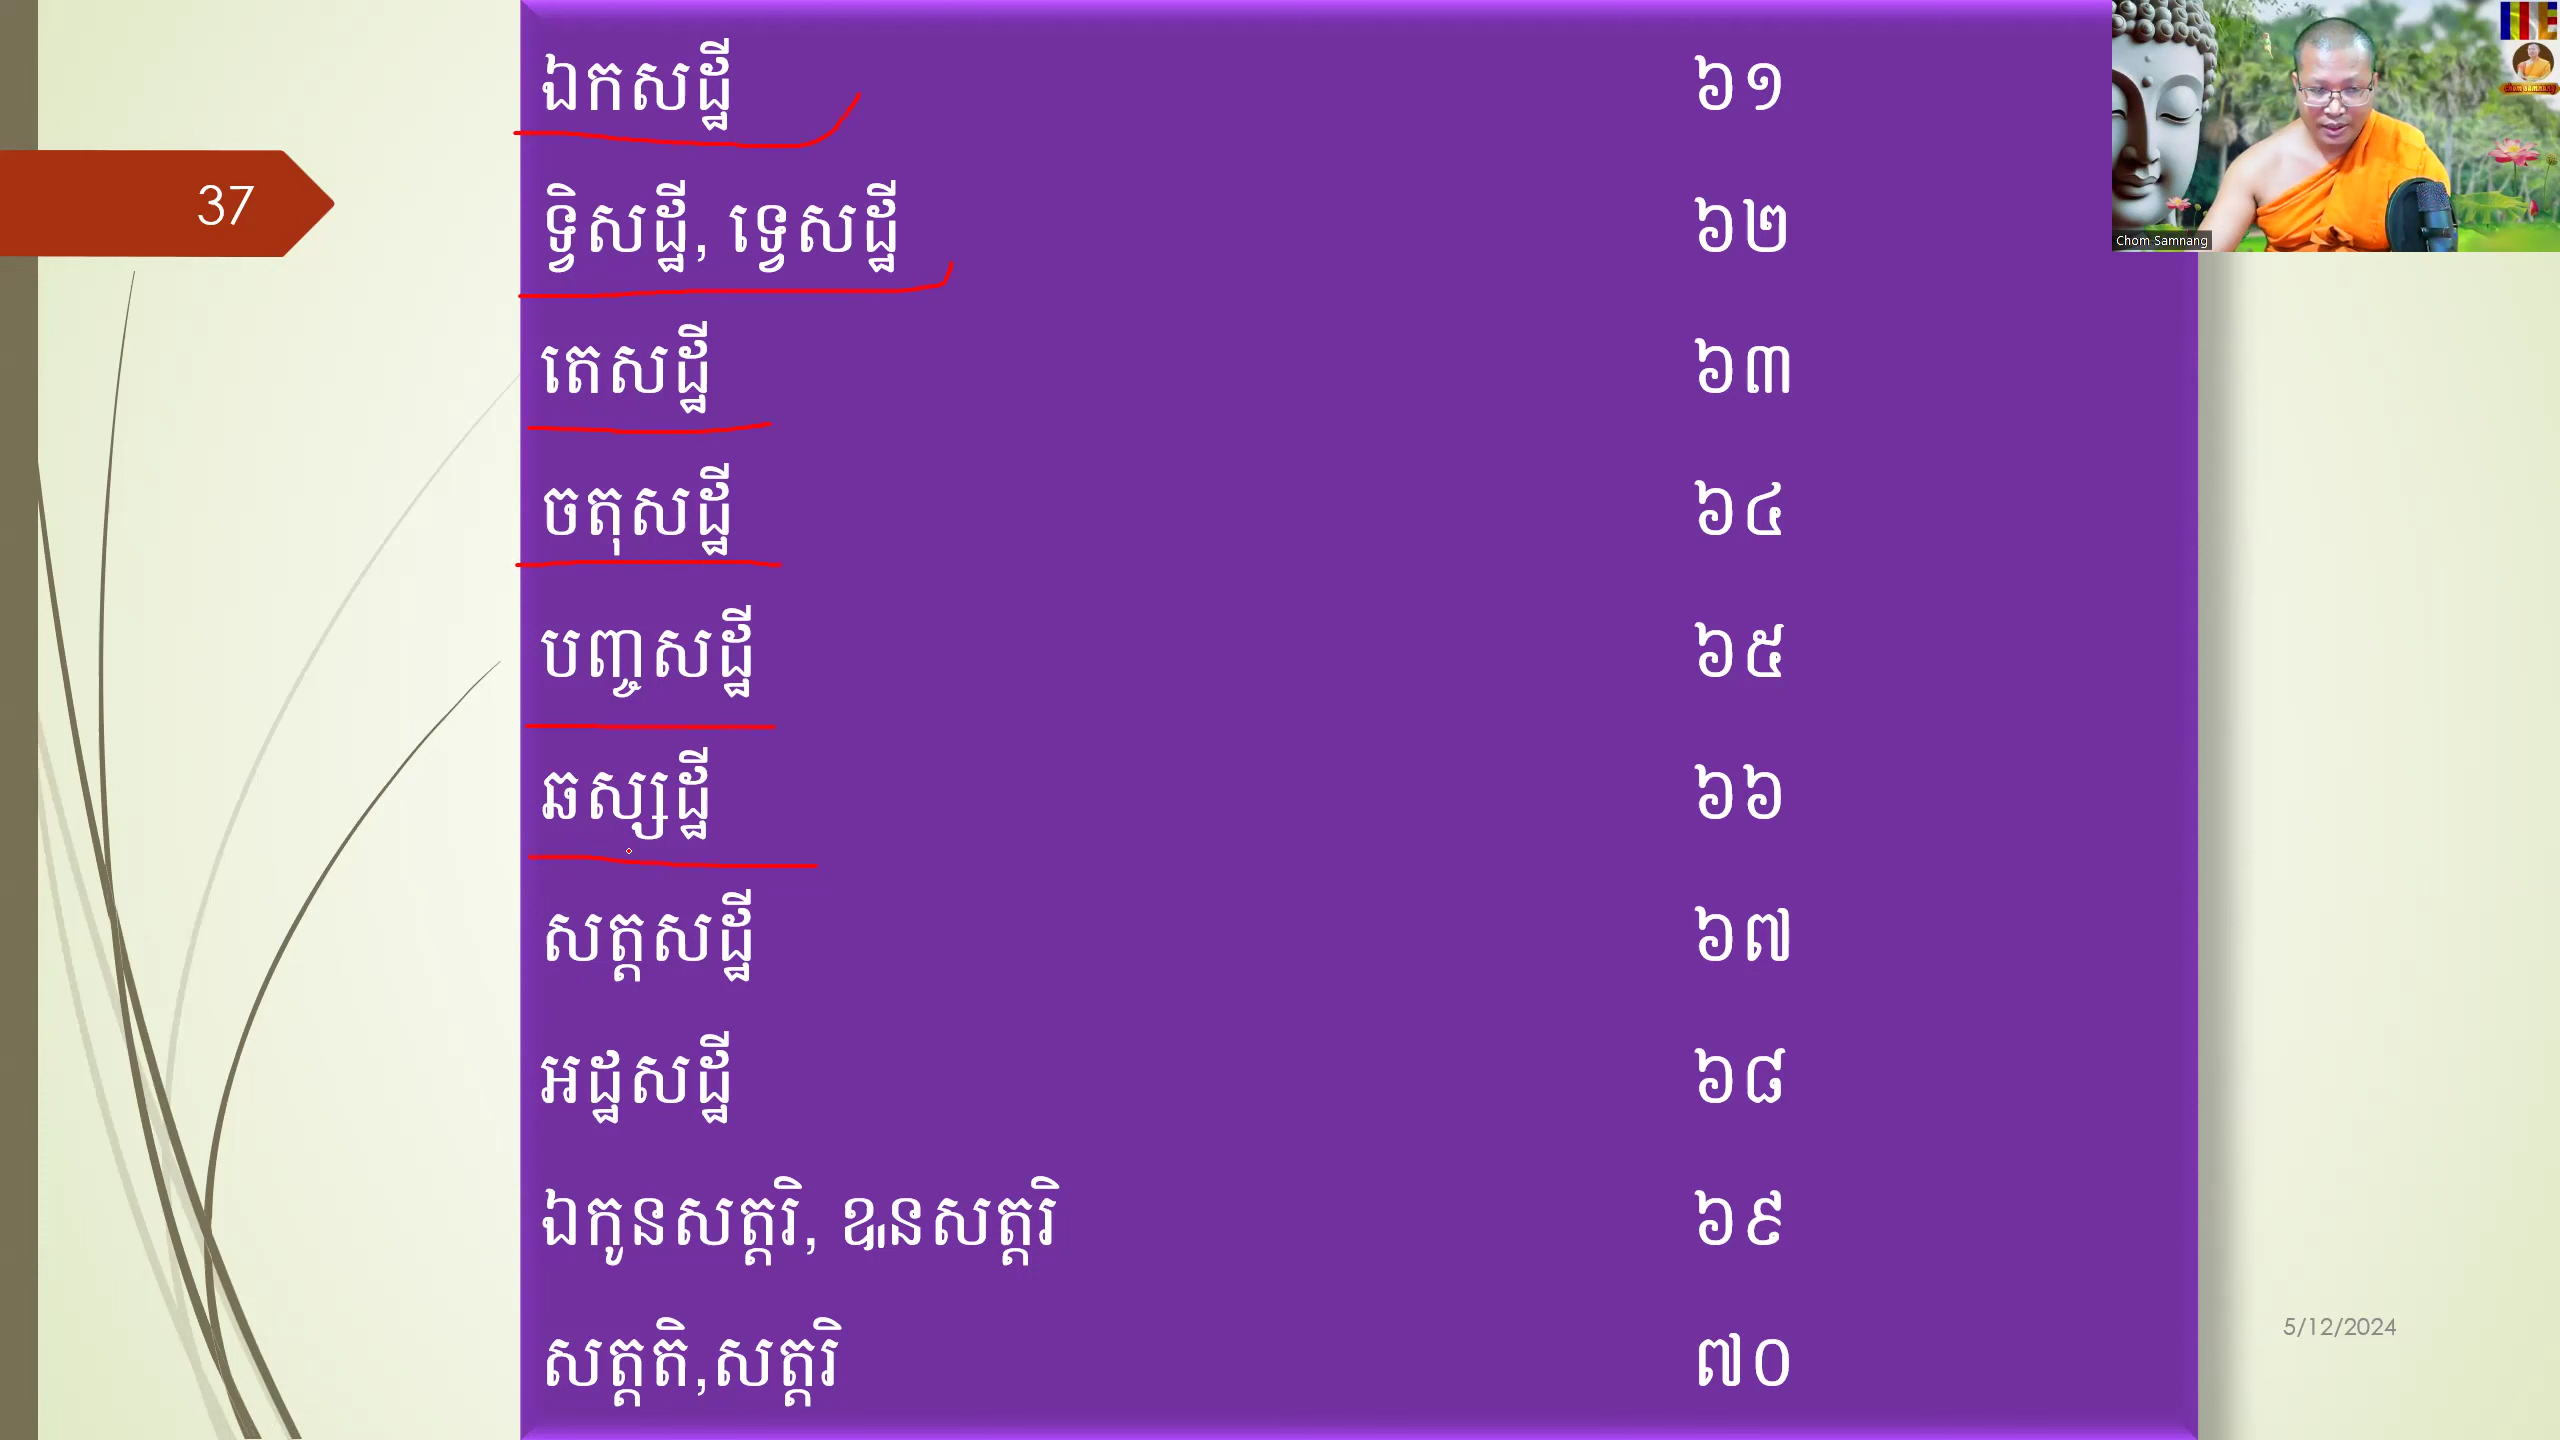 ឯកសដ្ឋី ៦១
ទ្វិសដ្ឋី, ទ្វេសដ្ឋី ៦២
តេសដ្ឋី ៦៣
ចតុសដ្ឋី ៦៤
បញ្ចសដ្ឋី ៦៥
ឆស្សដ្ឋី ៦៦
សត្តសដ្ឋី ៦៧
អដ្ឋសដ្ឋី ៦៨
ឯកូនសត្តរិ, ឩនសត្តរិ ៦៩
សត្តតិ,សត្តរិ ៧០
37
Chom Samnang
chom samnang
5/12/2024